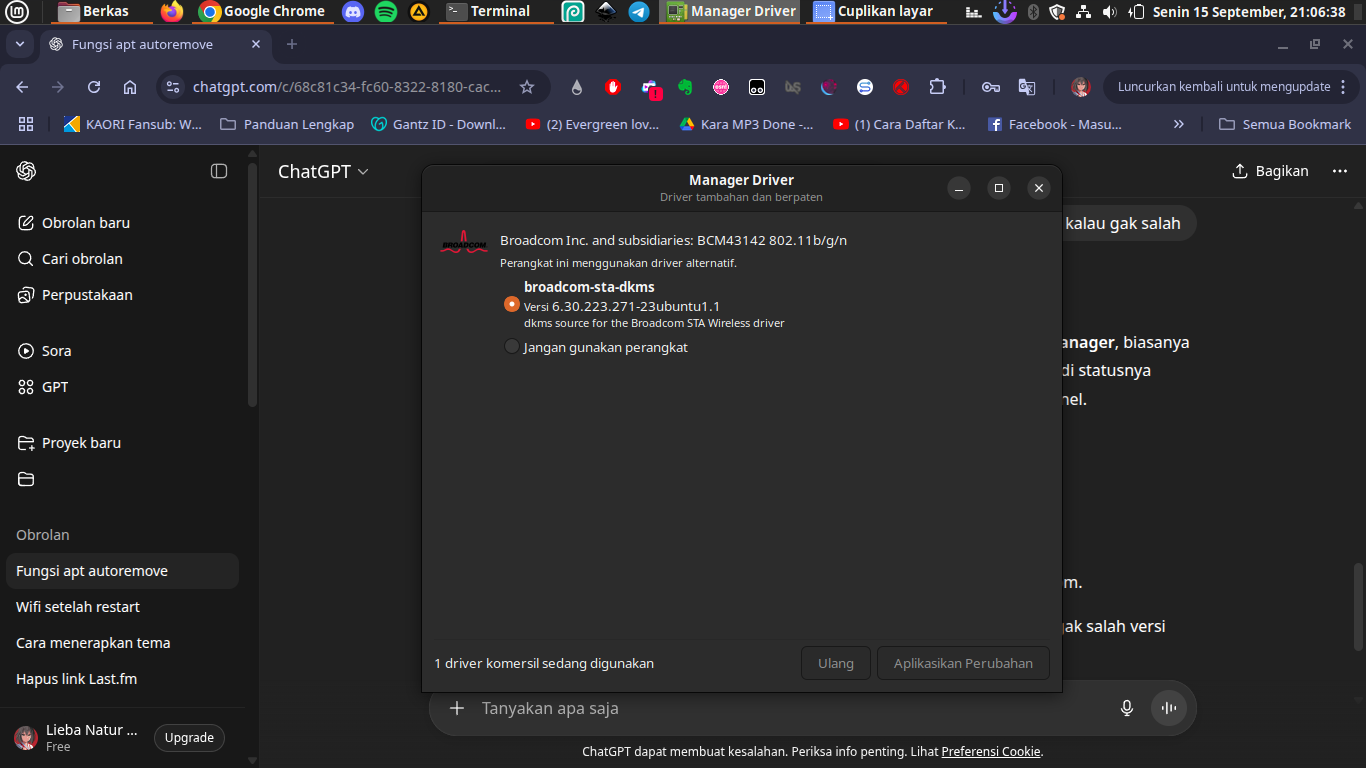 Berkas
Google Chrome
Terminal
Manager Driver
Cuplikan layar
Senin 15 September, 21:06:38
Fungsi apt autoremove
chatgpt.com/c/68c81c34-fc60-8322-8180-cac...
Luncurkan kembali untuk mengupdate
KAORI Fansub: W...
Panduan Lengkap
Gantz ID - Downl...
(2) Evergreen lov...
Kara MP3 Done -...
(1) Cara Daftar K...
Facebook - Masu...
Semua Bookmark
ChatGPT
Bagikan
Obrolan baru
Cari obrolan
Perpustakaan
Sora
GPT
Proyek baru
Obrolan
Fungsi apt autoremove
Wifi setelah restart
Cara menerapkan tema
Hapus link Last.fm
Lieba Natur ...
Free
Upgrade
kalau gak salah
anager, biasanya
di statusnya
nel.
m.
gak salah versi
Manager Driver
Driver tambahan dan berpaten
BROADCOM
Broadcom Inc. and subsidiaries: BCM43142 802.11b/g/n
Perangkat ini menggunakan driver alternatif.
broadcom-sta-dkms
Versi 6.30.223.271-23ubuntu1.1
dkms source for the Broadcom STA Wireless driver
Jangan gunakan perangkat
1 driver komersil sedang digunakan
Ulang
Aplikasikan Perubahan
Tanyakan apa saja
ChatGPT dapat membuat kesalahan. Periksa info penting. Lihat Preferensi Cookie.